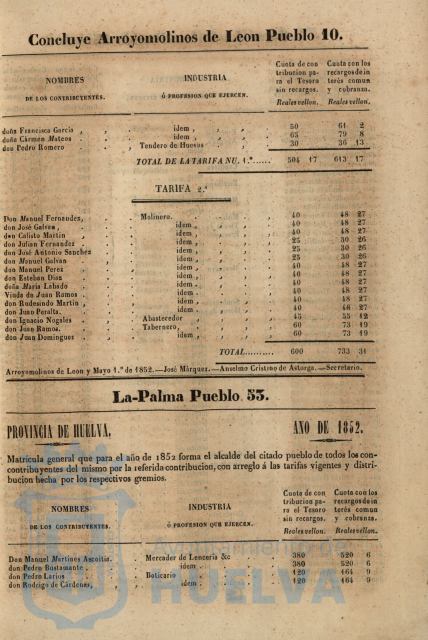 Concluye Arroyomolinos de Leon Pueblo 10.
NOMBRES
DE LOS CONTRIBUYENTES.
INDUSTRIA
ó PROFESION QUE EJERCEN.
Cuota de contribucion para el Tesoro sin recargos.
Reales vellon.
Cuota con los recargos de interés comun y cobranza.
Reales vellon.
doña Francisca Garcia , , idem , , , 50 61 2
doña Cármen Mateos , , idem , , , 65 79 8
don Pedro Romero , , Tendero de Huevos , , 30 36 13
TOTAL DE LA TARIFA NU. 1.º...... 504 17 613 17
TARIFA 2.ª
Don Manuel Fernandes, , , Molinero. , , , 40 48 27
don José Galvan, , , idem , , , 40 48 27
don Calisto Martin , , idem , , , 40 48 27
don Julian Fernandez , , idem , , , 25 30 26
don José Antonio Sanchez , idem , , , 25 30 26
don Manuel Galvan , , idem , , , 25 30 26
don Manuel Perez , , idem , , , 40 48 27
don Esteban Dias , , idem , , , 40 48 27
doña Maria Labado , , idem , , , 40 48 27
Viuda de Juan Ramos , , idem , , , 40 48 27
don Rudesindo Martin , , idem , , , 40 48 27
don Juan Peralta. , , idem , , , 40 48 27
don Ignacio Nogales , , Abastecedor , , , 45 55 12
don Jose Ramos. , , Tabernero, , , , 60 73 19
don Juan Domingues , , idem , , , 60 73 19
TOTAL.......... 600 733 31
Arroyomolinos de Leon y Mayo 1.º de 1852.—José Márquez.—Anselmo Cristino de Astorga.—Secretario.
La-Palma Pueblo 53.
PROVINCIA DE HUELVA.
AÑO DE 1852.
Matrícula general que para el año de 1852 forma el alcalde del citado pueblo de todos los con-
contribuyentes del mismo por la referida contribucion, con arreglo á las tarifas vigentes y distri-
bucion hecha por los respectivos gremios.
NOMBRES
DE LOS CONTRIBUYENTES.
INDUSTRIA
ó PROFESION QUE EJERCEN.
Cuota de contribucion para el Tesoro sin recargos.
Reales vellon.
Cuota con los recargos de interés comun y cobranza.
Reales vellon.
Don Manuel Martines Ascoitia. Mercader de Lenceria &c 380 520 6
don Pedro Bustamante , , idem , , 380 520 6
don Pedro Larios , , Boticario , , , 120 164 9
don Rodrigo de Cárdenes, , idem . , , 120 164 9
HUELVA